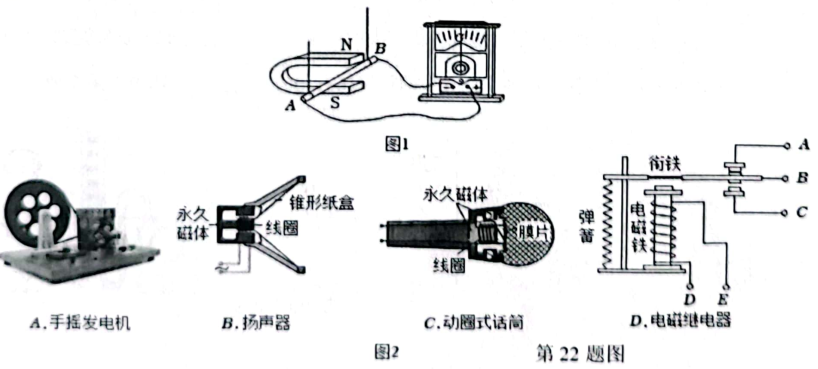 N
B
G
A
S
- +
图1
永久
磁体
锥形纸盒
线圈
永久磁体
膜片
线圈
衔铁
弹
簧
电
磁
铁
A
B
C
D
E
A.手摇发电机
B.扬声器
C.动圈式话筒
D.电磁继电器
图2
第22题图